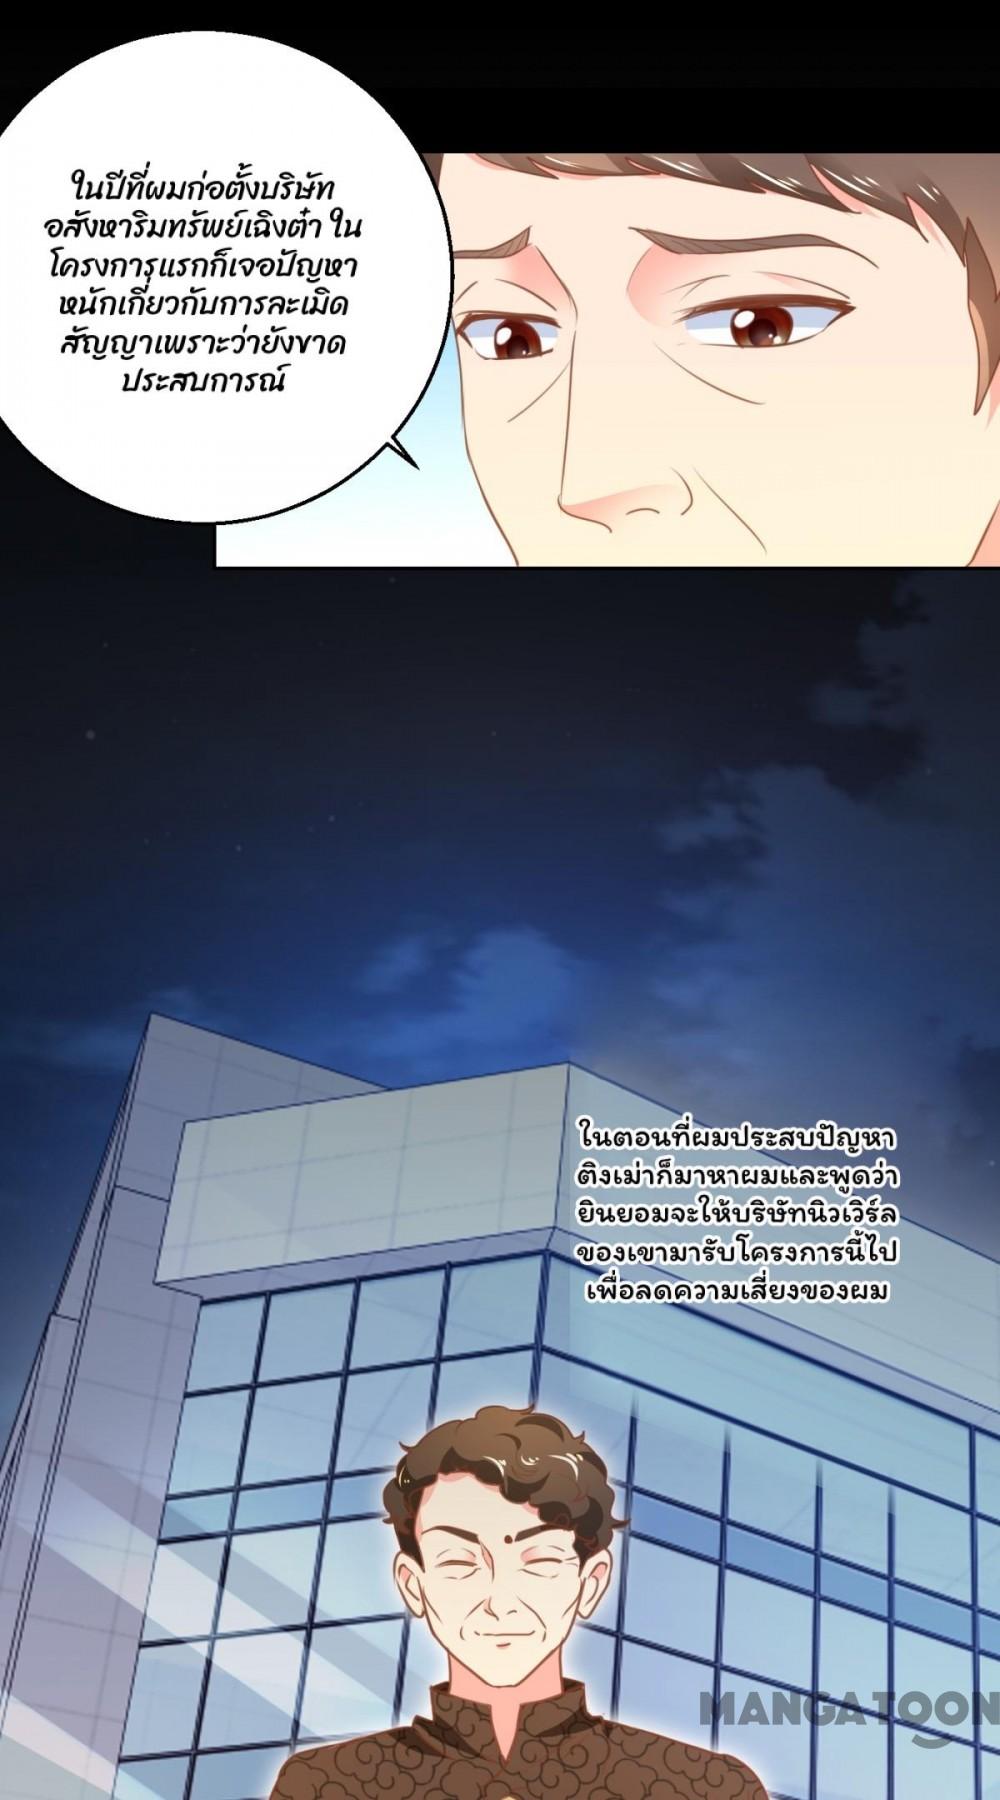 ในปีที่ผมก่อตั้งบริษัท
อสังหาริมทรัพย์เฉิงต๋า ใน
โครงการแรกก็เจอปัญหา
หนักเกี่ยวกับการละเมิด
สัญญาเพราะว่ายังขาด
ประสบการณ์
ในตอนที่ผมประสบปัญหา
ติงเม่าก็มาหาผมและพูดว่า
ยินยอมจะให้บริษัทนิวเวิร์ล
ของเขามารับโครงการนี้ไป
เพื่อลดความเสี่ยงของผม
MANGATOON